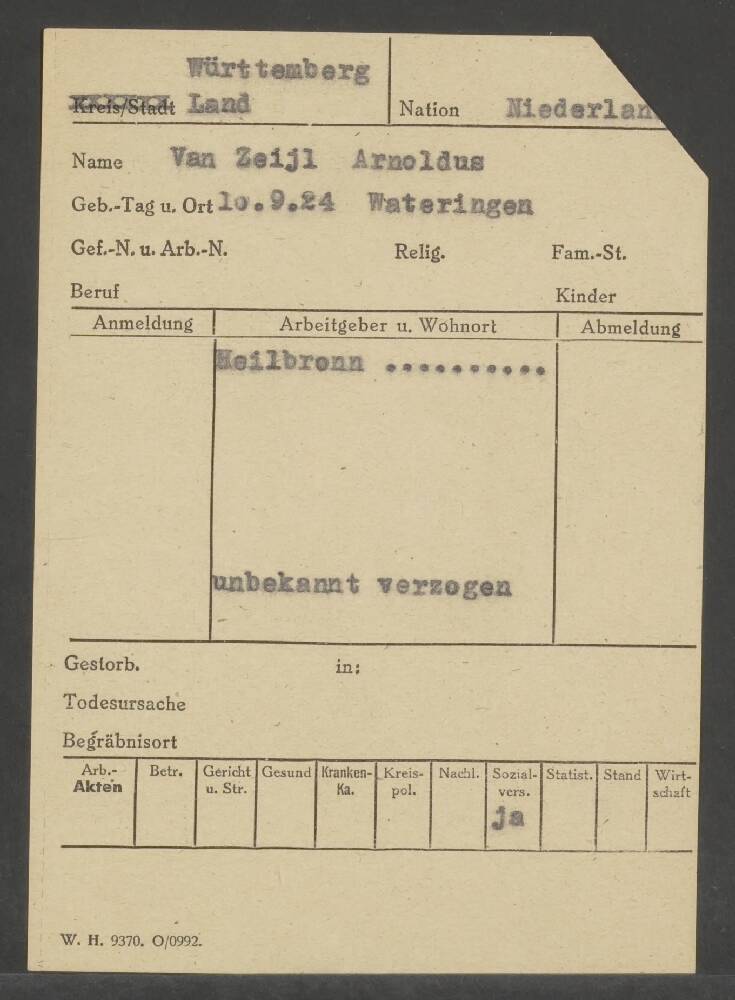 Württemberg
Kreis/Stadt Land
Nation Niederlan
Name Van Zeijl Arnoldus
Geb.-Tag u. Ort 1o.9.24 Wateringen
Gef.-N. u. Arb.-N. Relig. Fam.-St.
Beruf Kinder
Anmeldung Arbeitgeber u. Wohnort Abmeldung
Heilbronn ..........
unbekannt verzogen
Gestorb. in:
Todesursache
Begräbnisort
Arb.- Betr. Gericht Gesund Kranken- Kreis- Nachl. Sozial- Statist. Stand Wirt-
Akten u. Str. Ka. pol. vers. schaft
ja
W. H. 9370. O/0992.